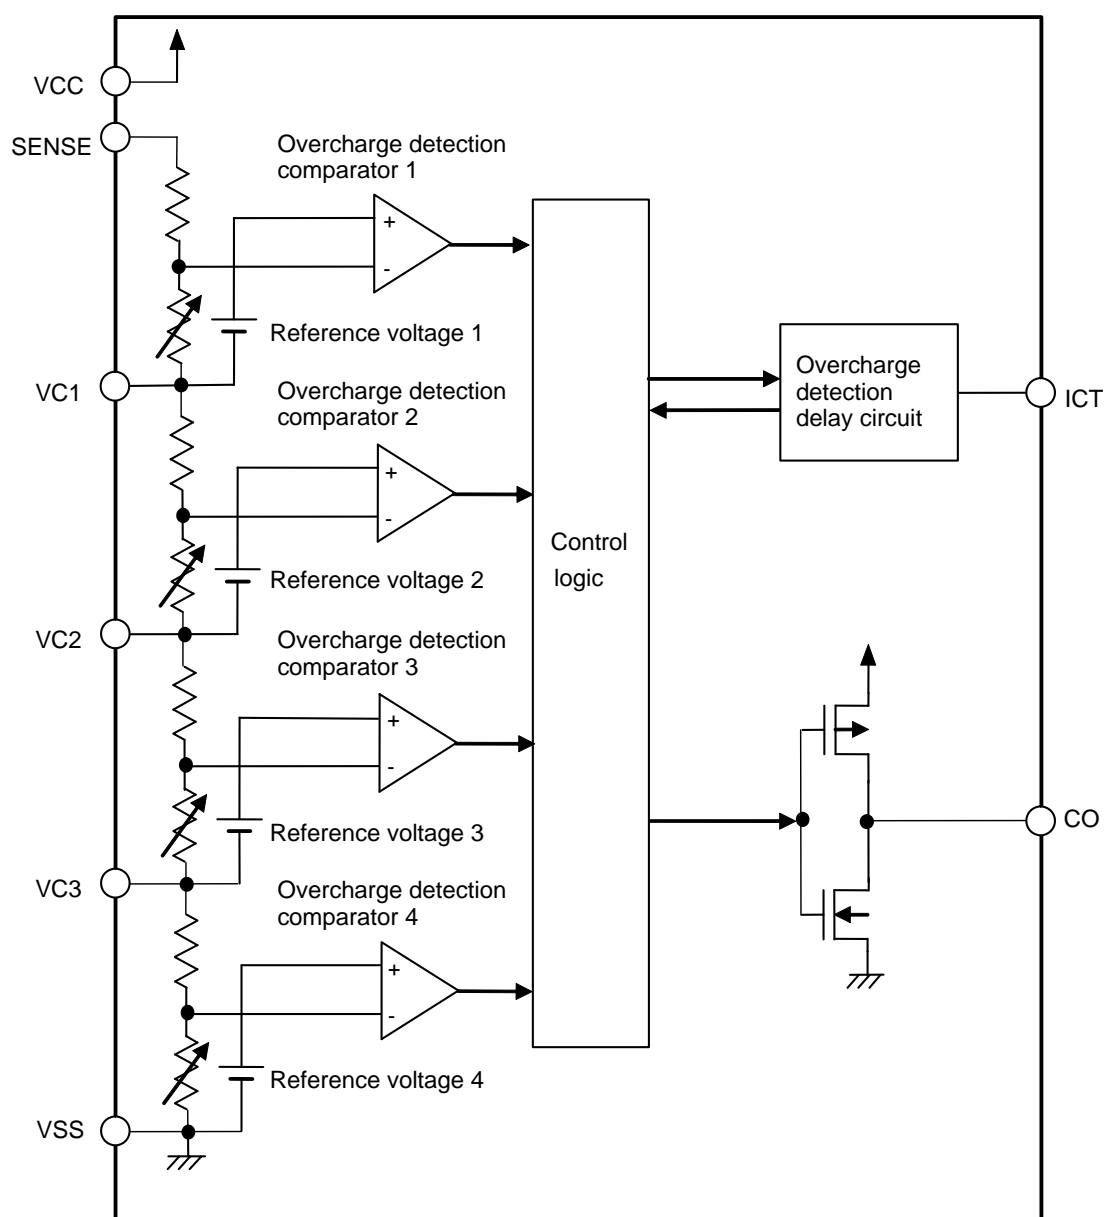 VCC
SENSE
Overcharge detection
comparator 1
+
-
Reference voltage 1
VC1
Overcharge detection
comparator 2
+
-
Reference voltage 2
VC2
Overcharge detection
comparator 3
+
-
Reference voltage 3
VC3
Overcharge detection
comparator 4
+
-
Reference voltage 4
VSS
Control
logic
Overcharge
detection
delay circuit
ICT
CO